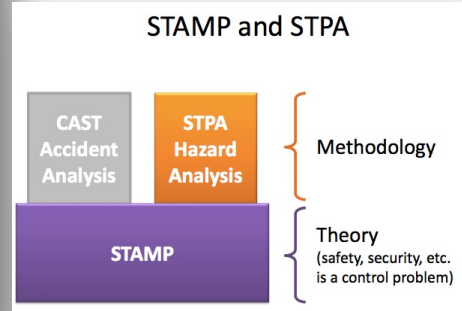 STAMP and STPA
CAST
Accident
Analysis
STPA
Hazard
Analysis
Methodology
STAMP
Theory
(safety, security, etc.
is a control problem)